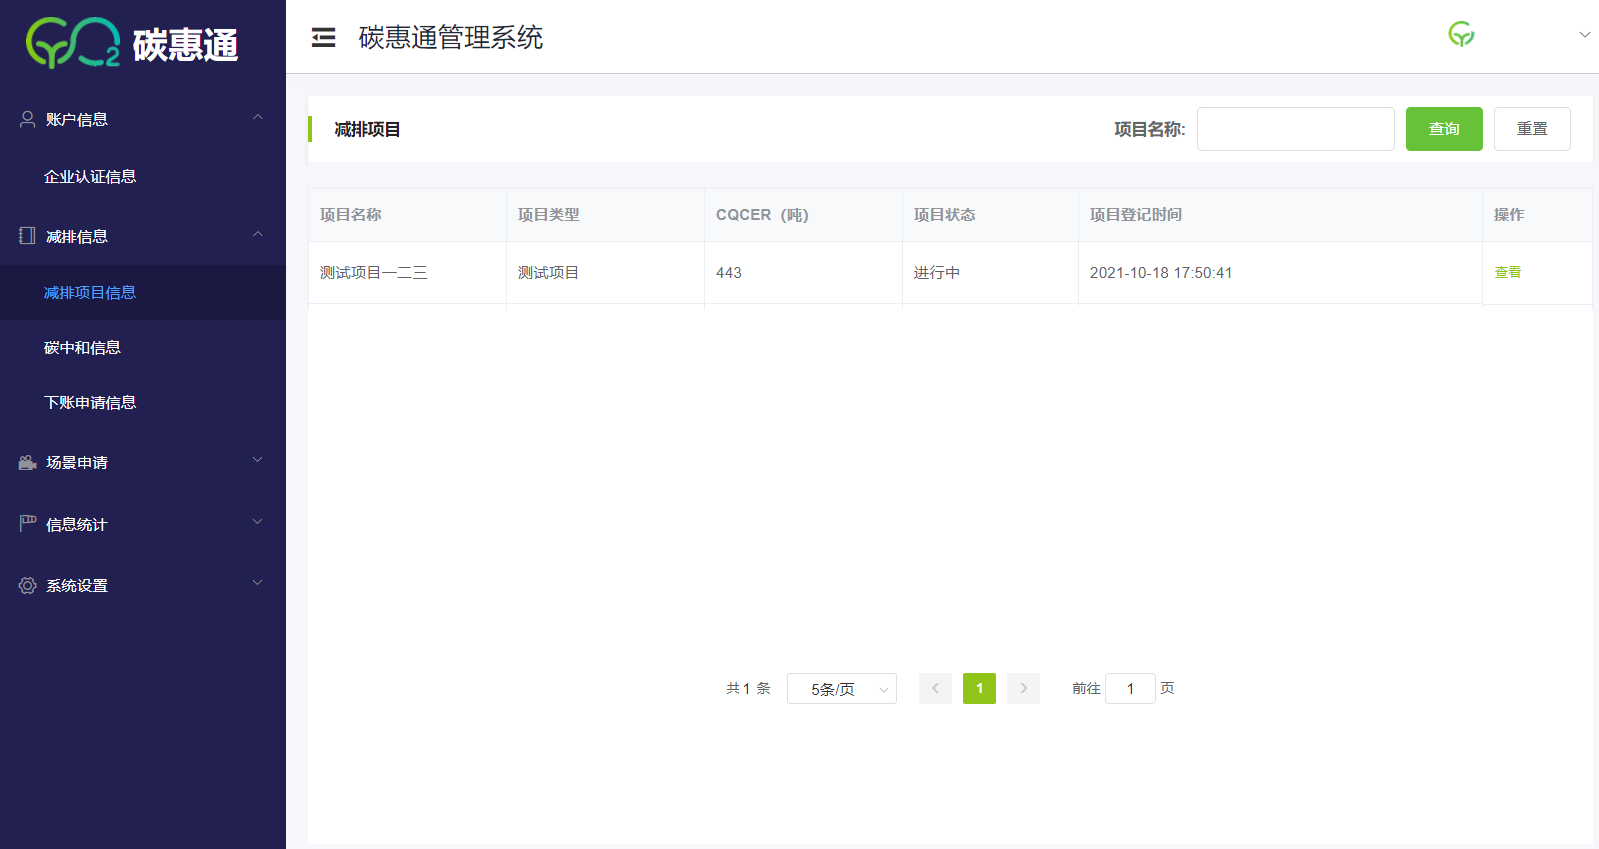 碳惠通
账户信息
企业认证信息
减排信息
减排项目信息
碳中和信息
下账申请信息
场景申请
信息统计
系统设置
碳惠通管理系统
减排项目 项目名称: 查询 重置
项目名称 项目类型 CQCER（吨） 项目状态 项目登记时间 操作
测试项目一二三 测试项目 443 进行中 2021-10-18 17:50:41 查看
共 1 条 5条/页 1 前往 1 页